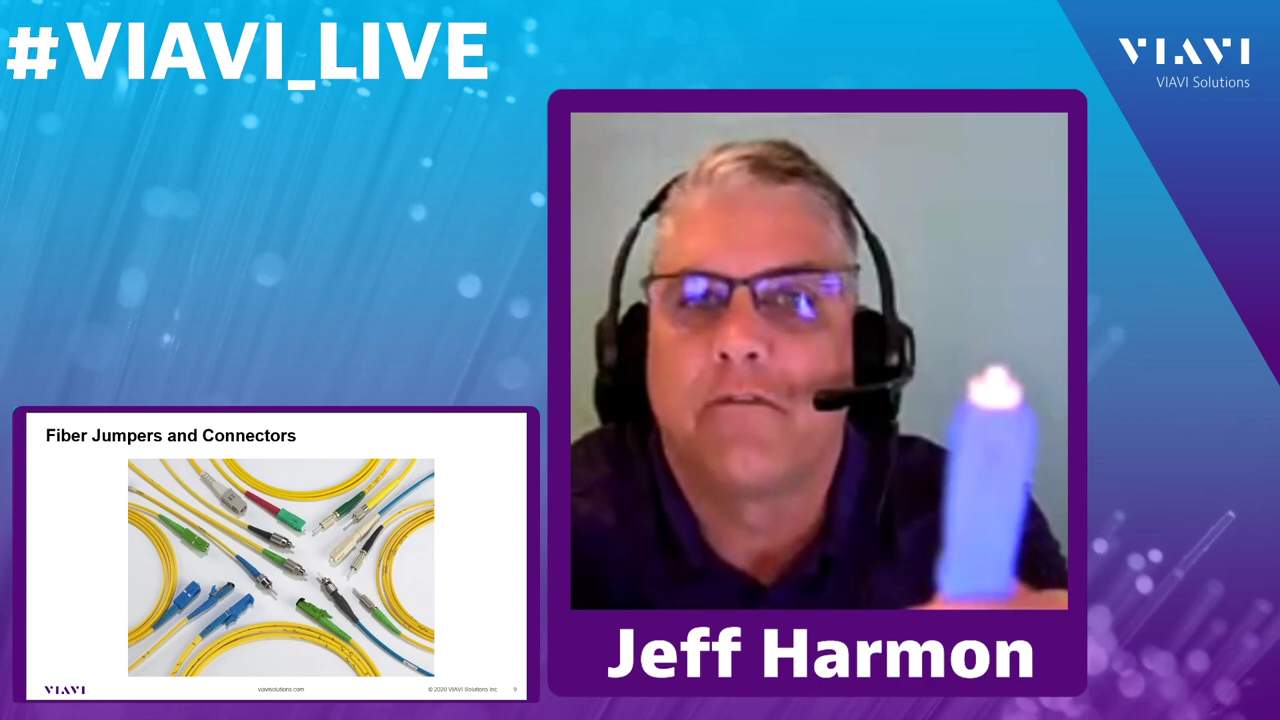 #VIAVI_LIVE
VIAVI
VIAVI Solutions
Fiber Jumpers and Connectors
VIAVI
viavisolutions.com
© 2020 VIAVI Solutions Inc
9
Jeff Harmon